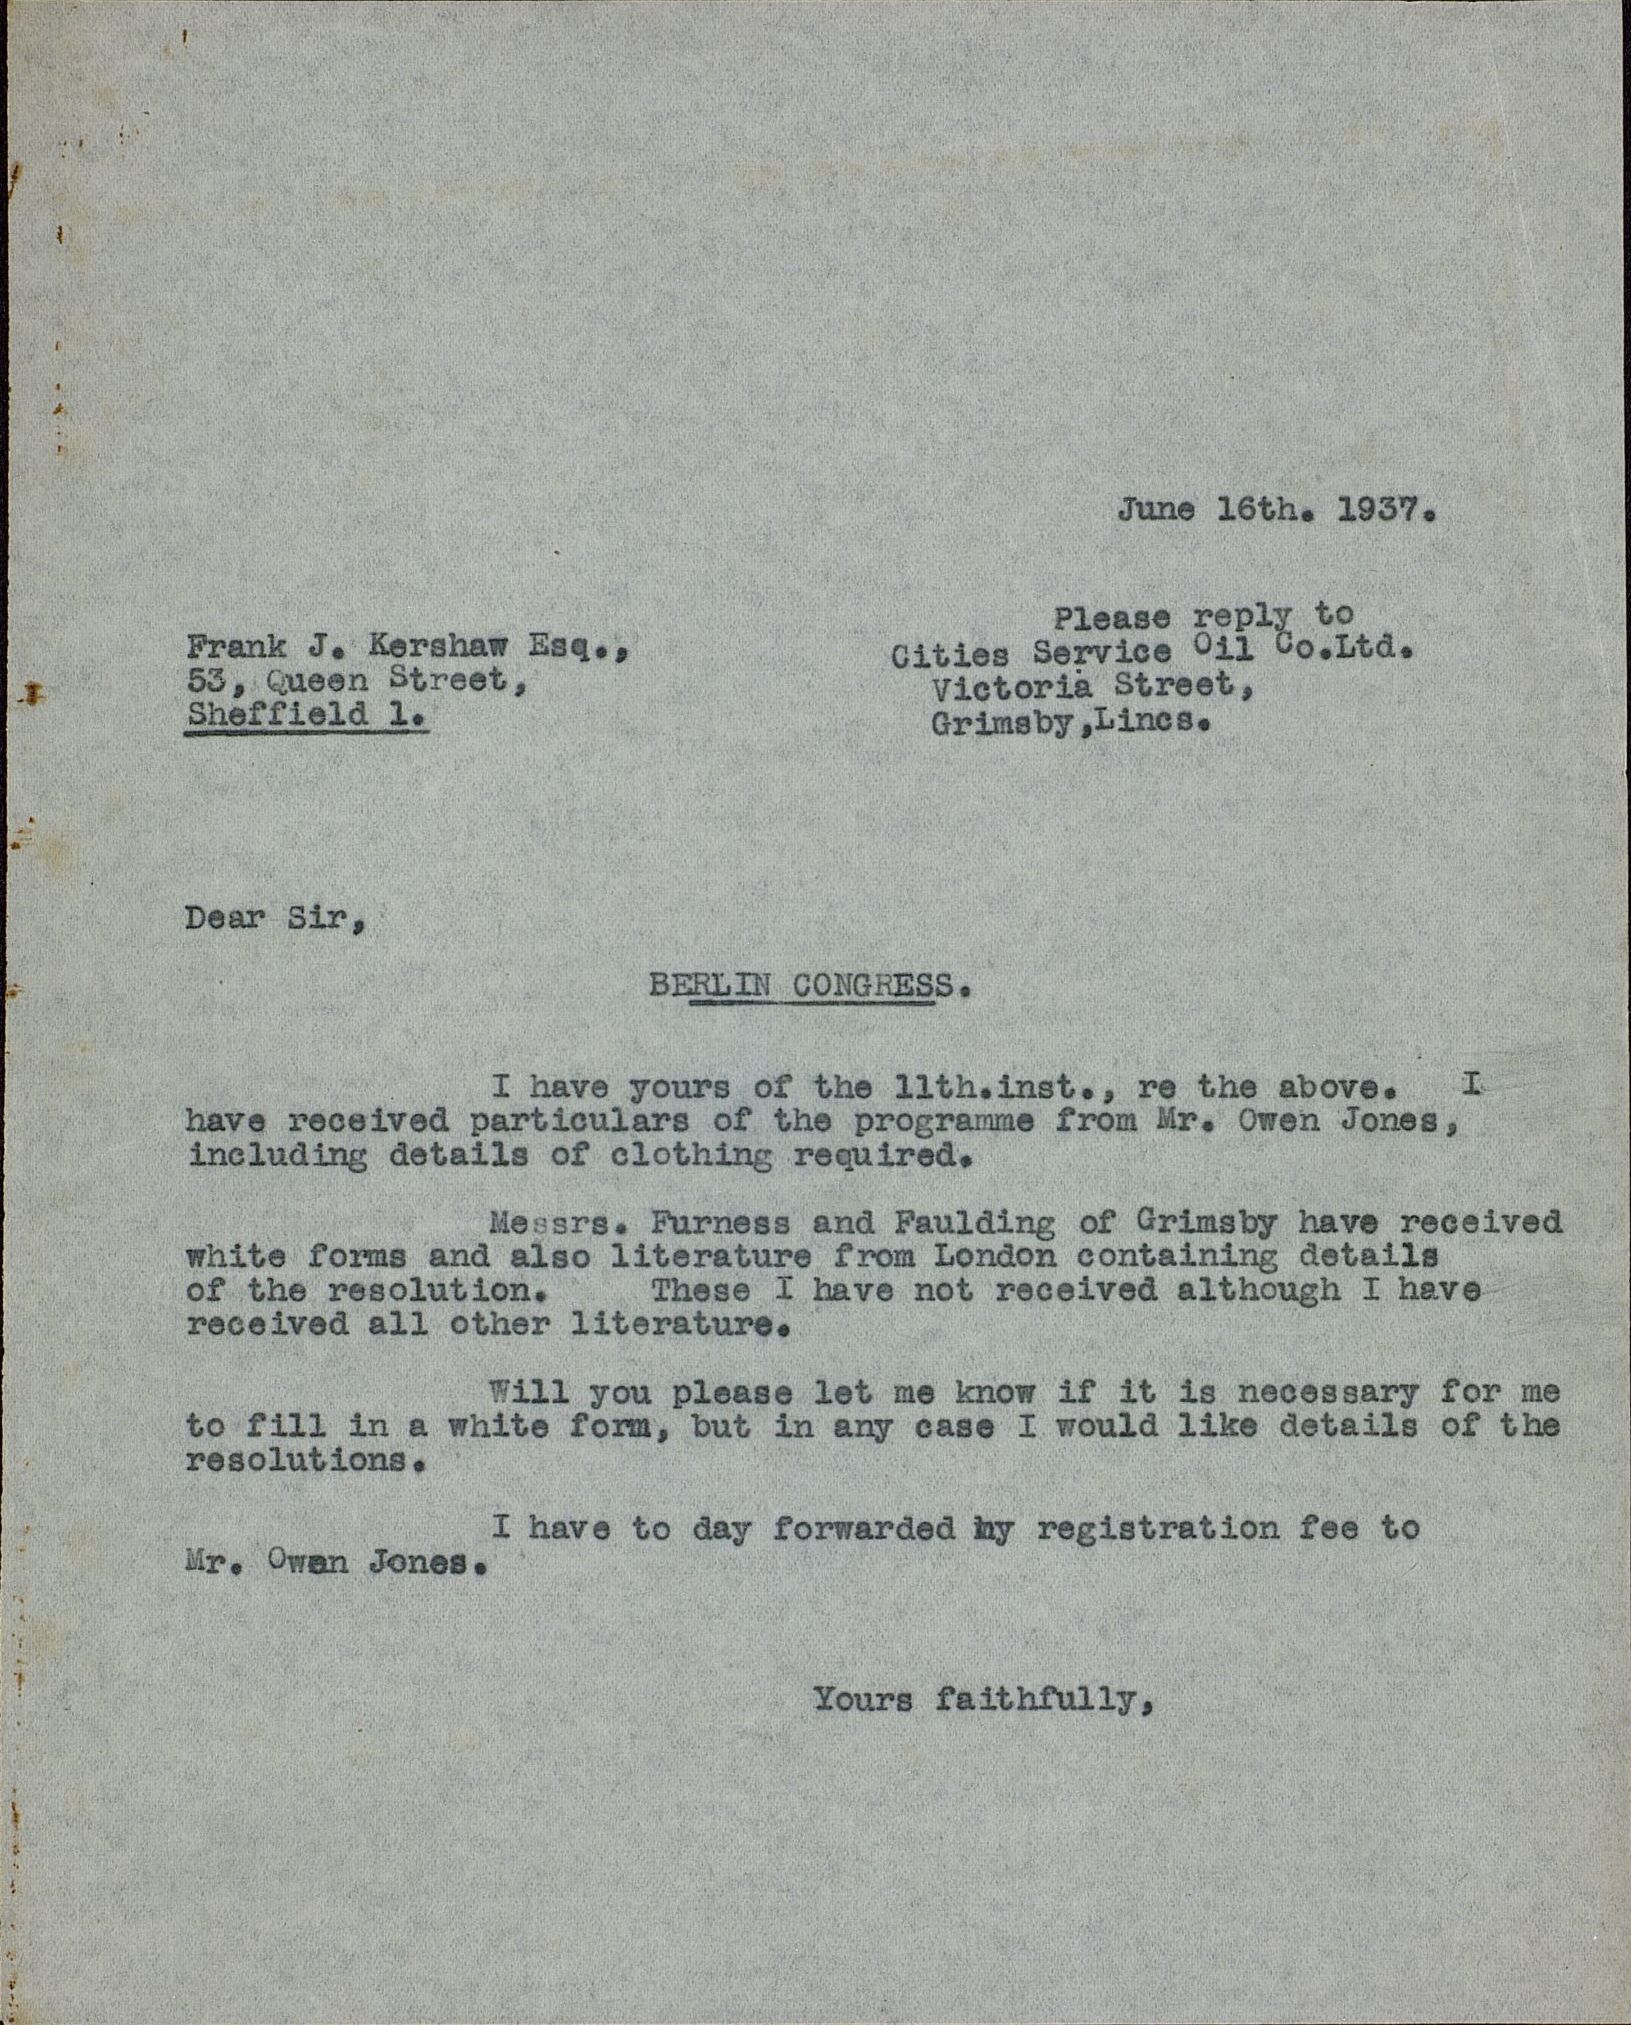 June 16th. 1937.
Please reply to
Cities Service Oil Co.Ltd.
Victoria Street,
Grimsby,Lincs.
Frank J. Kershaw Esq.,
53, Queen Street,
Sheffield 1.
Dear Sir,
BERLIN CONGRESS.
I have yours of the 11th.inst., re the above. I
have received particulars of the programme from Mr. Owen Jones,
including details of clothing required.
Messrs. Furness and Faulding of Grimsby have received
white forms and also literature from London containing details
of the resolution. These I have not received although I have
received all other literature.
Will you please let me know if it is necessary for me
to fill in a white form, but in any case I would like details of the
resolutions.
I have to day forwarded my registration fee to
Mr. Owen Jones.
Yours faithfully,